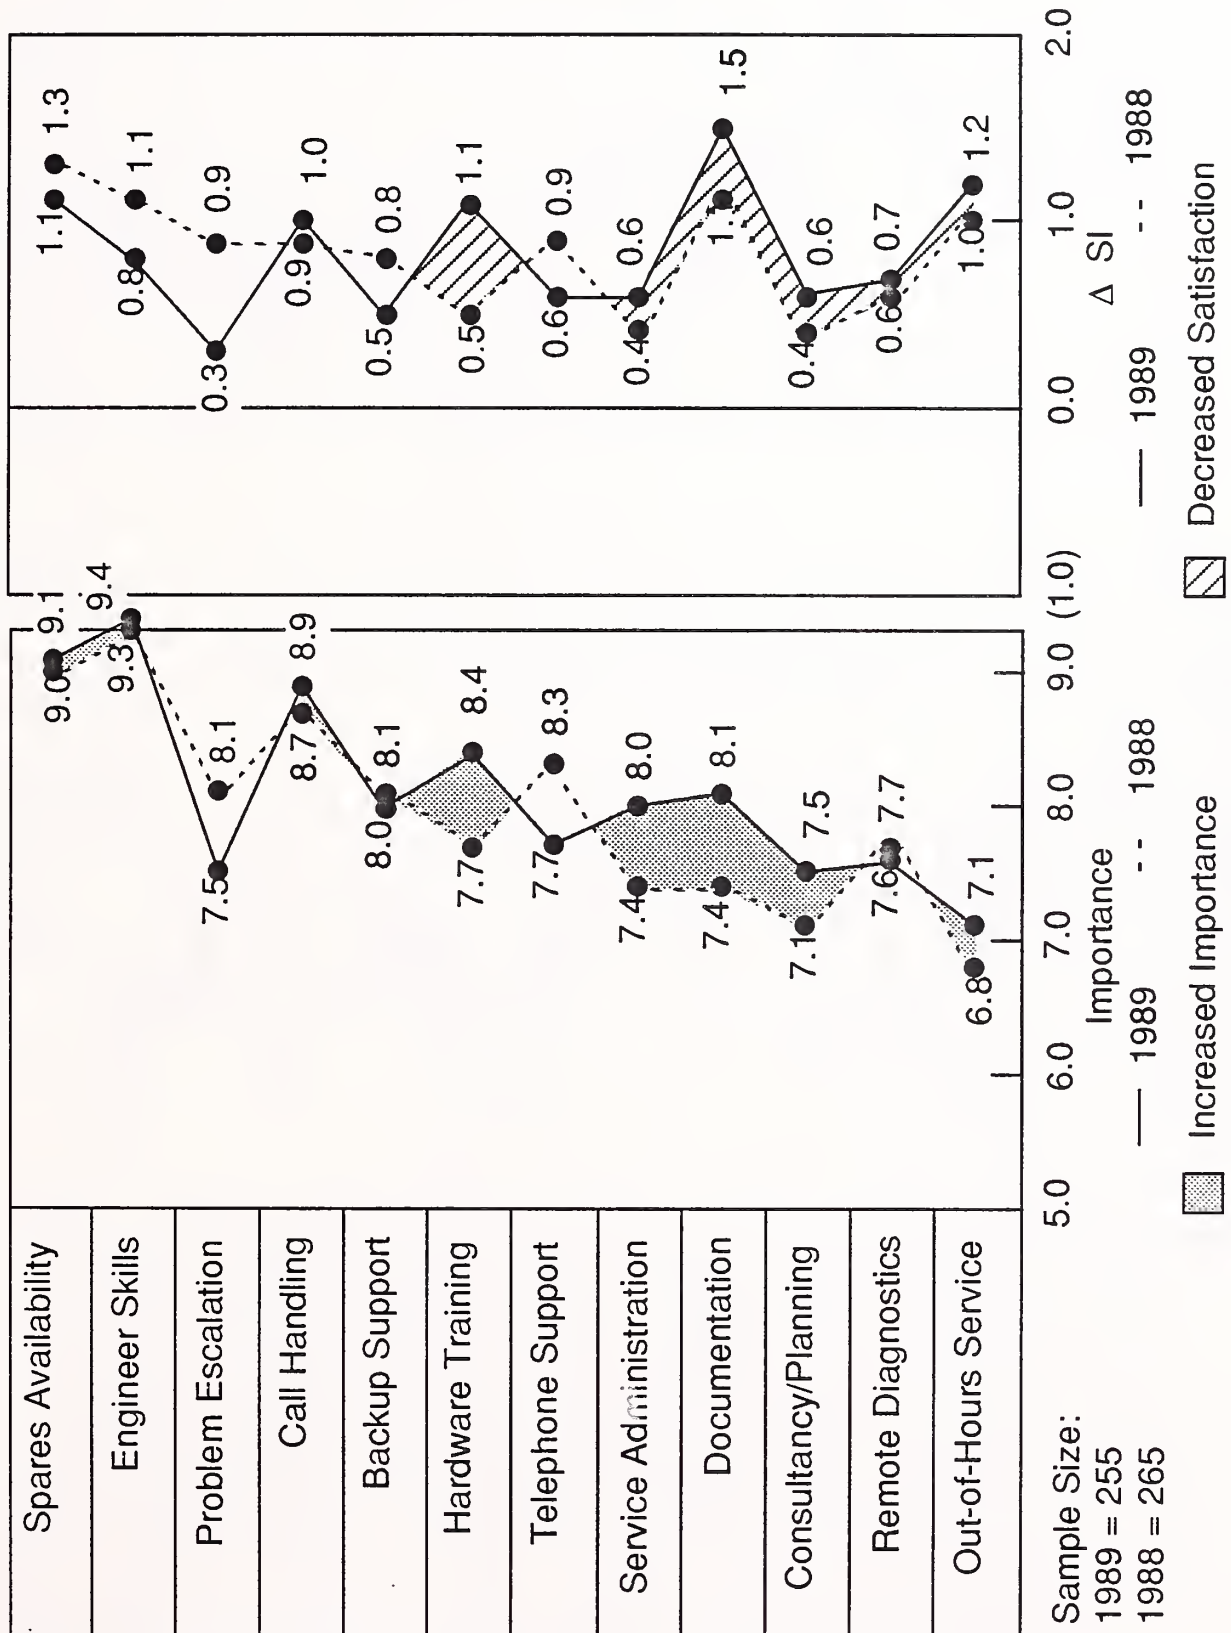 Spares Availability
9.0 9.1
1.1 1.3
Engineer Skills
9.3 9.4
0.8 1.1
Problem Escalation
7.5 8.1
0.3 0.9
Call Handling
8.7 8.9
0.9 1.0
Backup Support
8.0 8.1
0.5 0.8
Hardware Training
7.7 8.4
0.5 1.1
Telephone Support
7.7 8.3
0.6 0.9
Service Administration
7.4 8.0
0.4 0.6
Documentation
7.4 8.1
1. 1.5
Consultancy/Planning
7.1 7.5
0.4 0.6
Remote Diagnostics
7.6 7.7
0.6 0.7
Out-of-Hours Service
6.8 7.1
1.0 1.2
5.0 6.0 7.0 8.0 9.0 (1.0) 0.0 1.0 2.0
Sample Size:
1989 = 255
1988 = 265
Importance
— 1989 - - 1988
Δ SI
— 1989 - - 1988
Increased Importance
Decreased Satisfaction